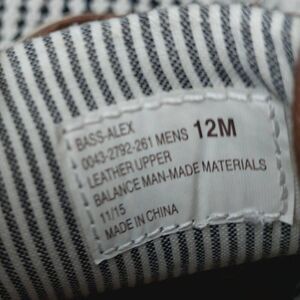 BASS-ALEX
0043-2792-261 MENS 12M
LEATHER UPPER
BALANCE MAN-MADE MATERIALS
11/15
MADE IN CHINA